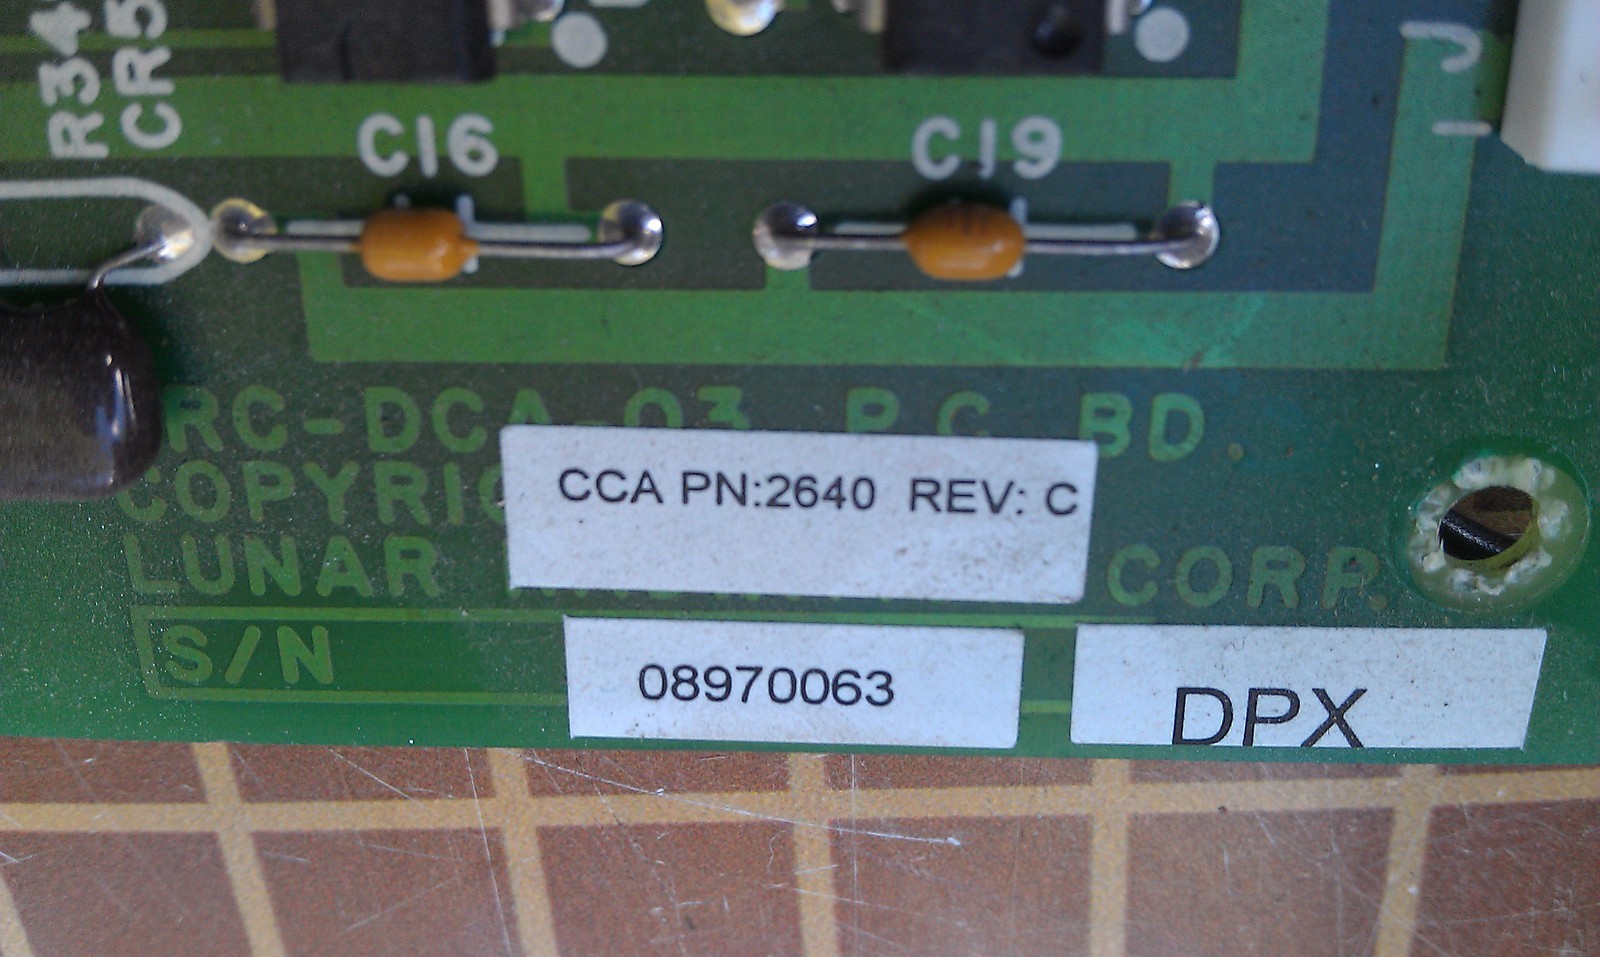 R34
CR5
C16
C19
RC-DCA-03 P.C. BD.
COPYRIG
CCA PN:2640 REV: C
LUNAR CORP.
S/N
08970063
DPX